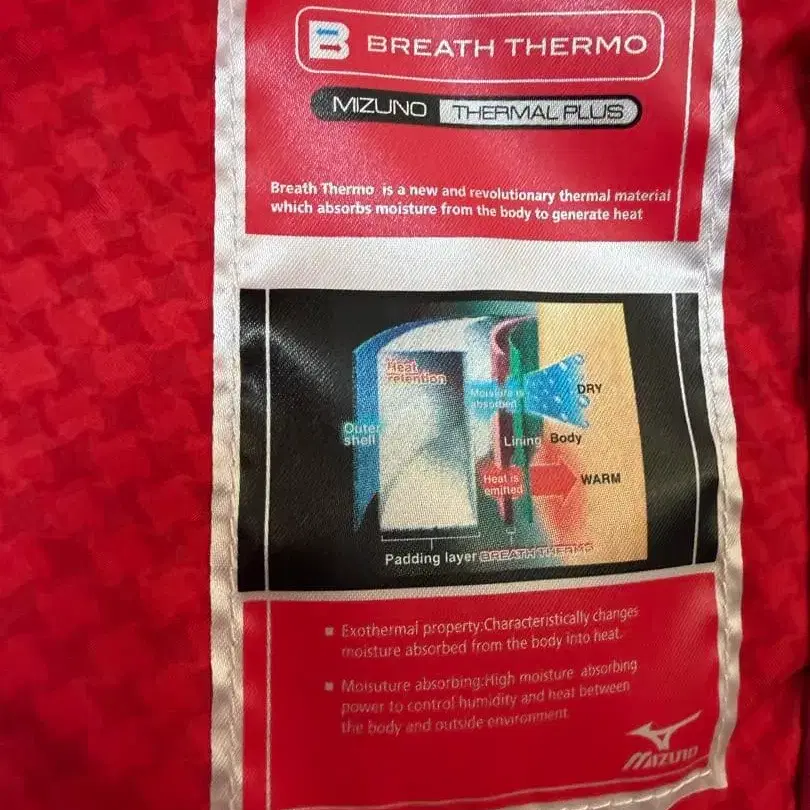 B BREATH THERMO
MIZUNO THERMAL PLUS
Breath Thermo is a new and revolutionary thermal material
which absorbs moisture from the body to generate heat
Heat
retention
Moisture is
absorbed
DRY
Outer
shell
Lining Body
Heat is
emitted
WARM
Padding layer BREATH THERMO
■ Exothermal property:Characteristically changes
moisture absorbed from the body into heat.
■ Moisuture absorbing:High moisture absorbing
power to control humidity and heat between
the body and outside environment.
MIZUNO